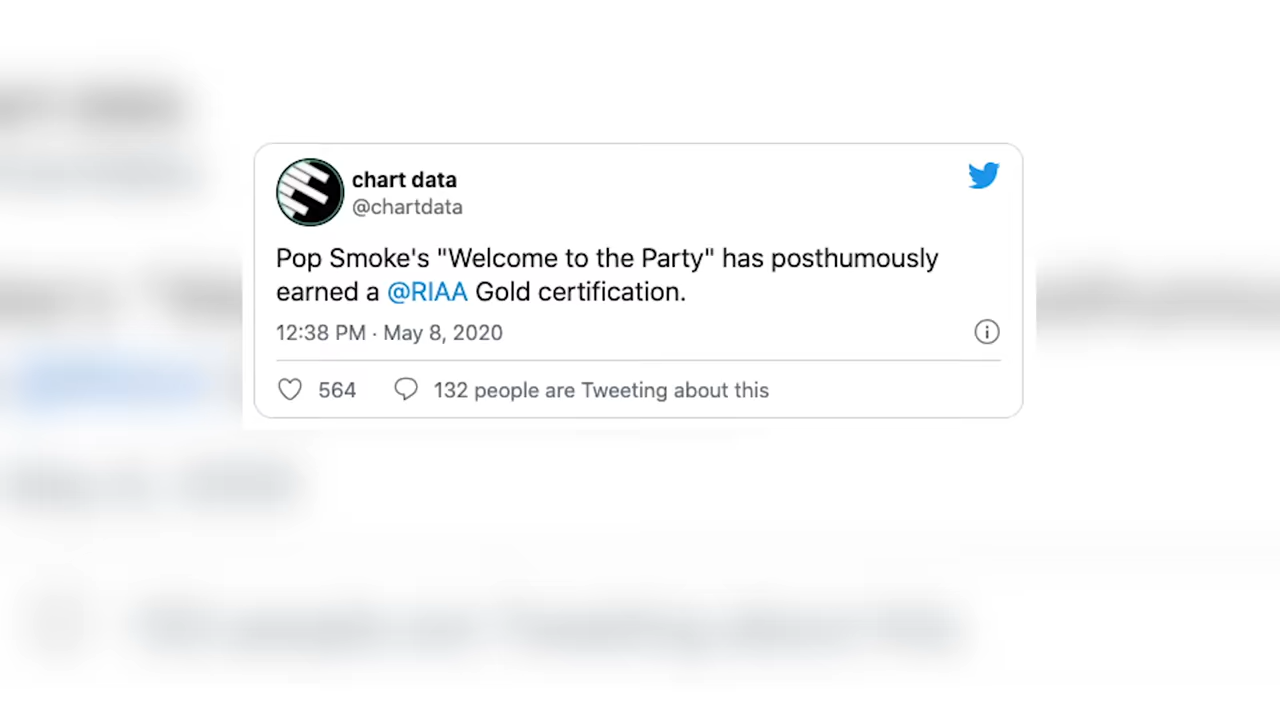 chart data
@chartdata
Pop Smoke's "Welcome to the Party" has posthumously
earned a @RIAA Gold certification.
12:38 PM · May 8, 2020
564 132 people are Tweeting about this